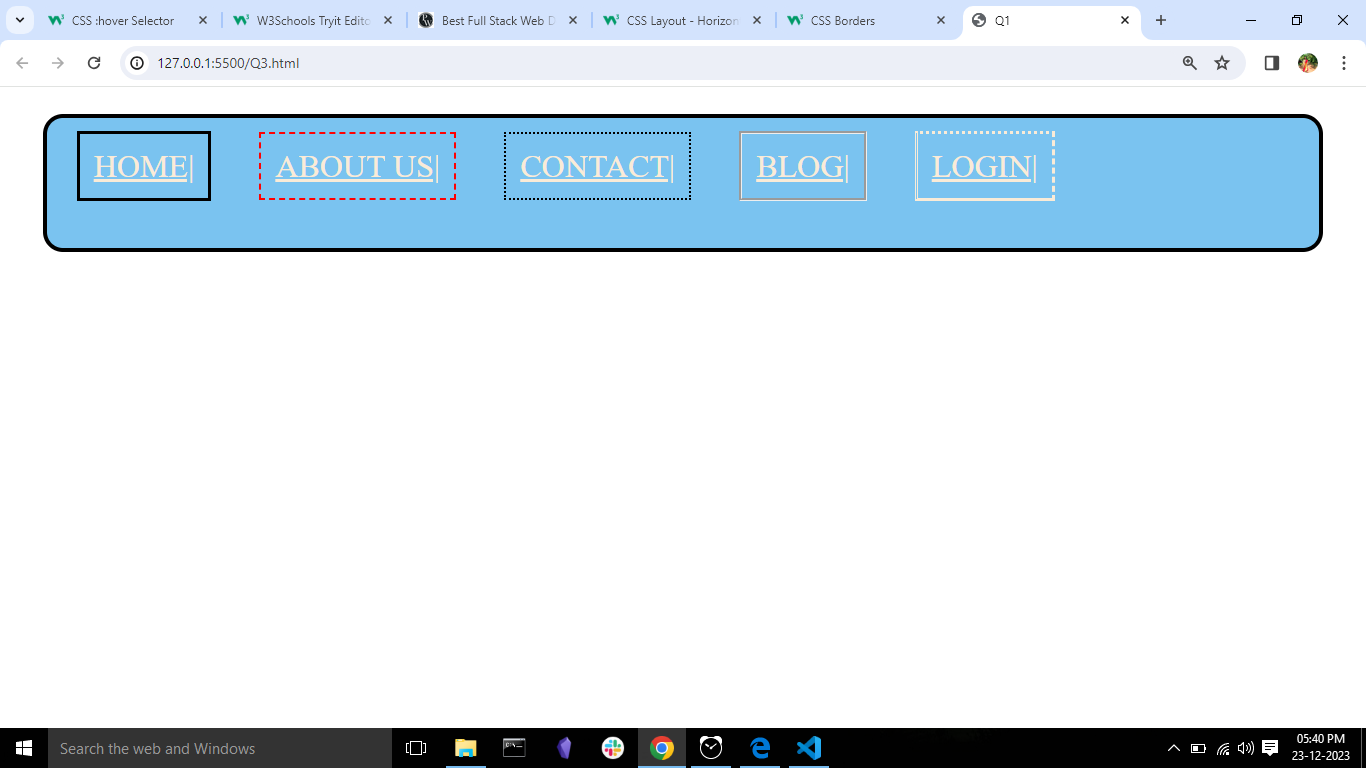 CSS :hover Selector
W3Schools Tryit Edito
Best Full Stack Web D
CSS Layout - Horizon
CSS Borders
Q1
127.0.0.1:5500/Q3.html
HOME| ABOUT US| CONTACT| BLOG| LOGIN|
Search the web and Windows
05:40 PM
23-12-2023